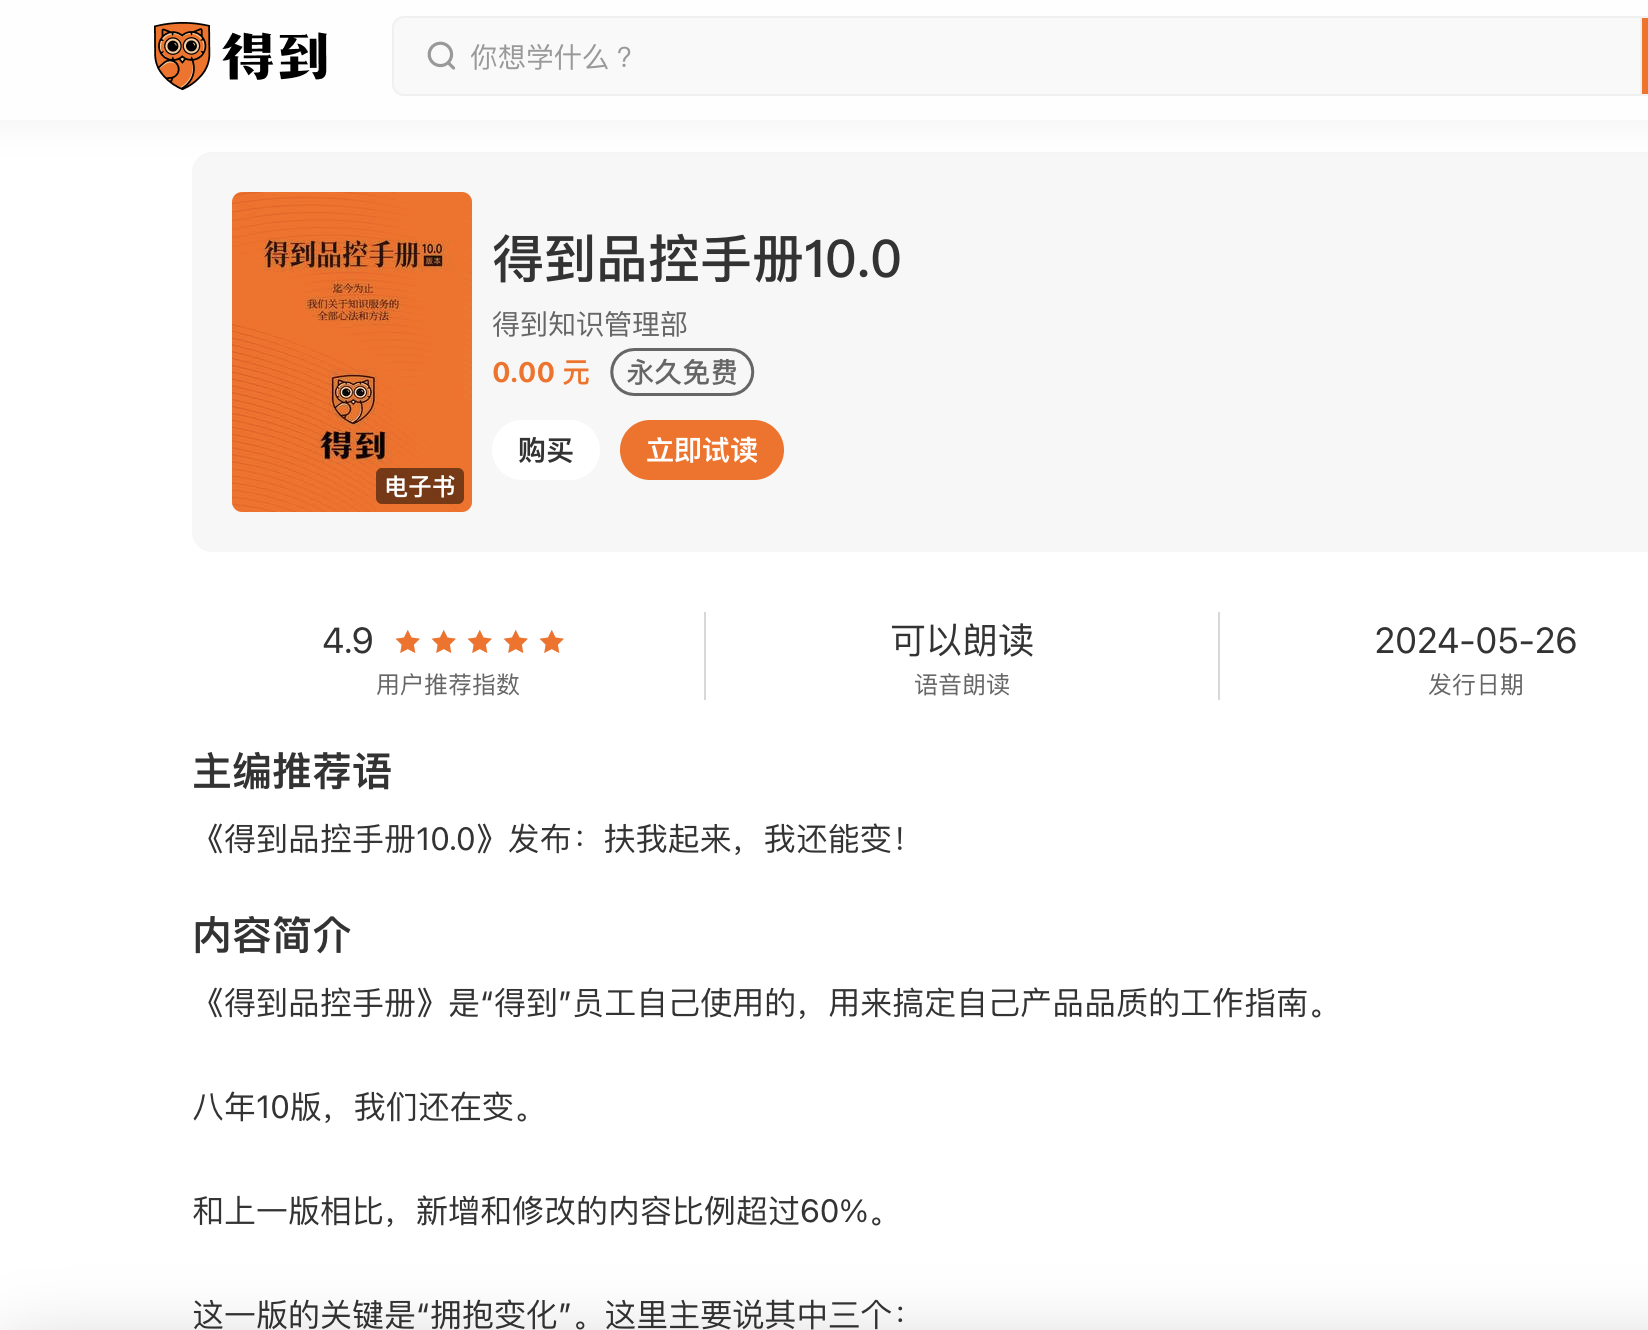 得到
你想学什么？
得到品控手册10.0
版本
迄今为止
我们关于知识服务的
全部心法和方法
得到
电子书
得到品控手册10.0
得到知识管理部
0.00 元 永久免费
购买 立即试读
4.9
用户推荐指数
可以朗读
语音朗读
2024-05-26
发行日期
主编推荐语
《得到品控手册10.0》发布：扶我起来，我还能变！
内容简介
《得到品控手册》是“得到”员工自己使用的，用来搞定自己产品品质的工作指南。
八年10版，我们还在变。
和上一版相比，新增和修改的内容比例超过60%。
这一版的关键是“拥抱变化”。这里主要说其中三个：